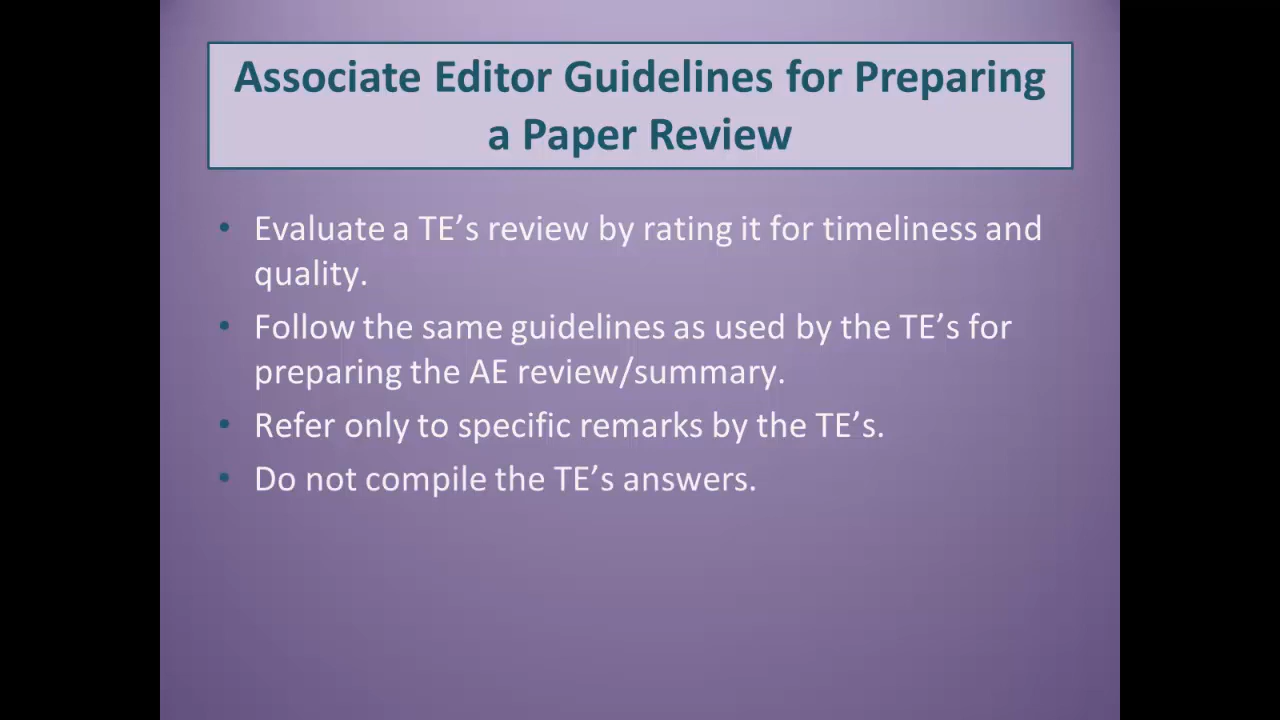 Associate Editor Guidelines for Preparing
a Paper Review
• Evaluate a TE’s review by rating it for timeliness and
quality.
• Follow the same guidelines as used by the TE’s for
preparing the AE review/summary.
• Refer only to specific remarks by the TE’s.
• Do not compile the TE’s answers.